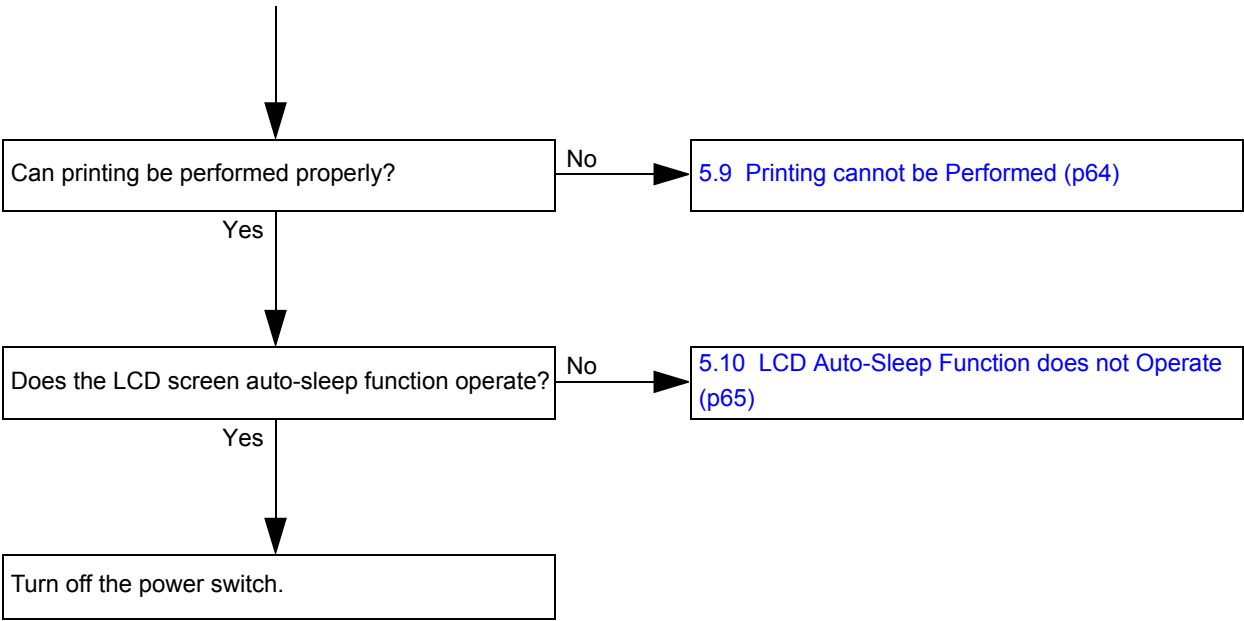 Can printing be performed properly?
No
5.9 Printing cannot be Performed (p64)
Yes
Does the LCD screen auto-sleep function operate?
No
5.10 LCD Auto-Sleep Function does not Operate
(p65)
Yes
Turn off the power switch.